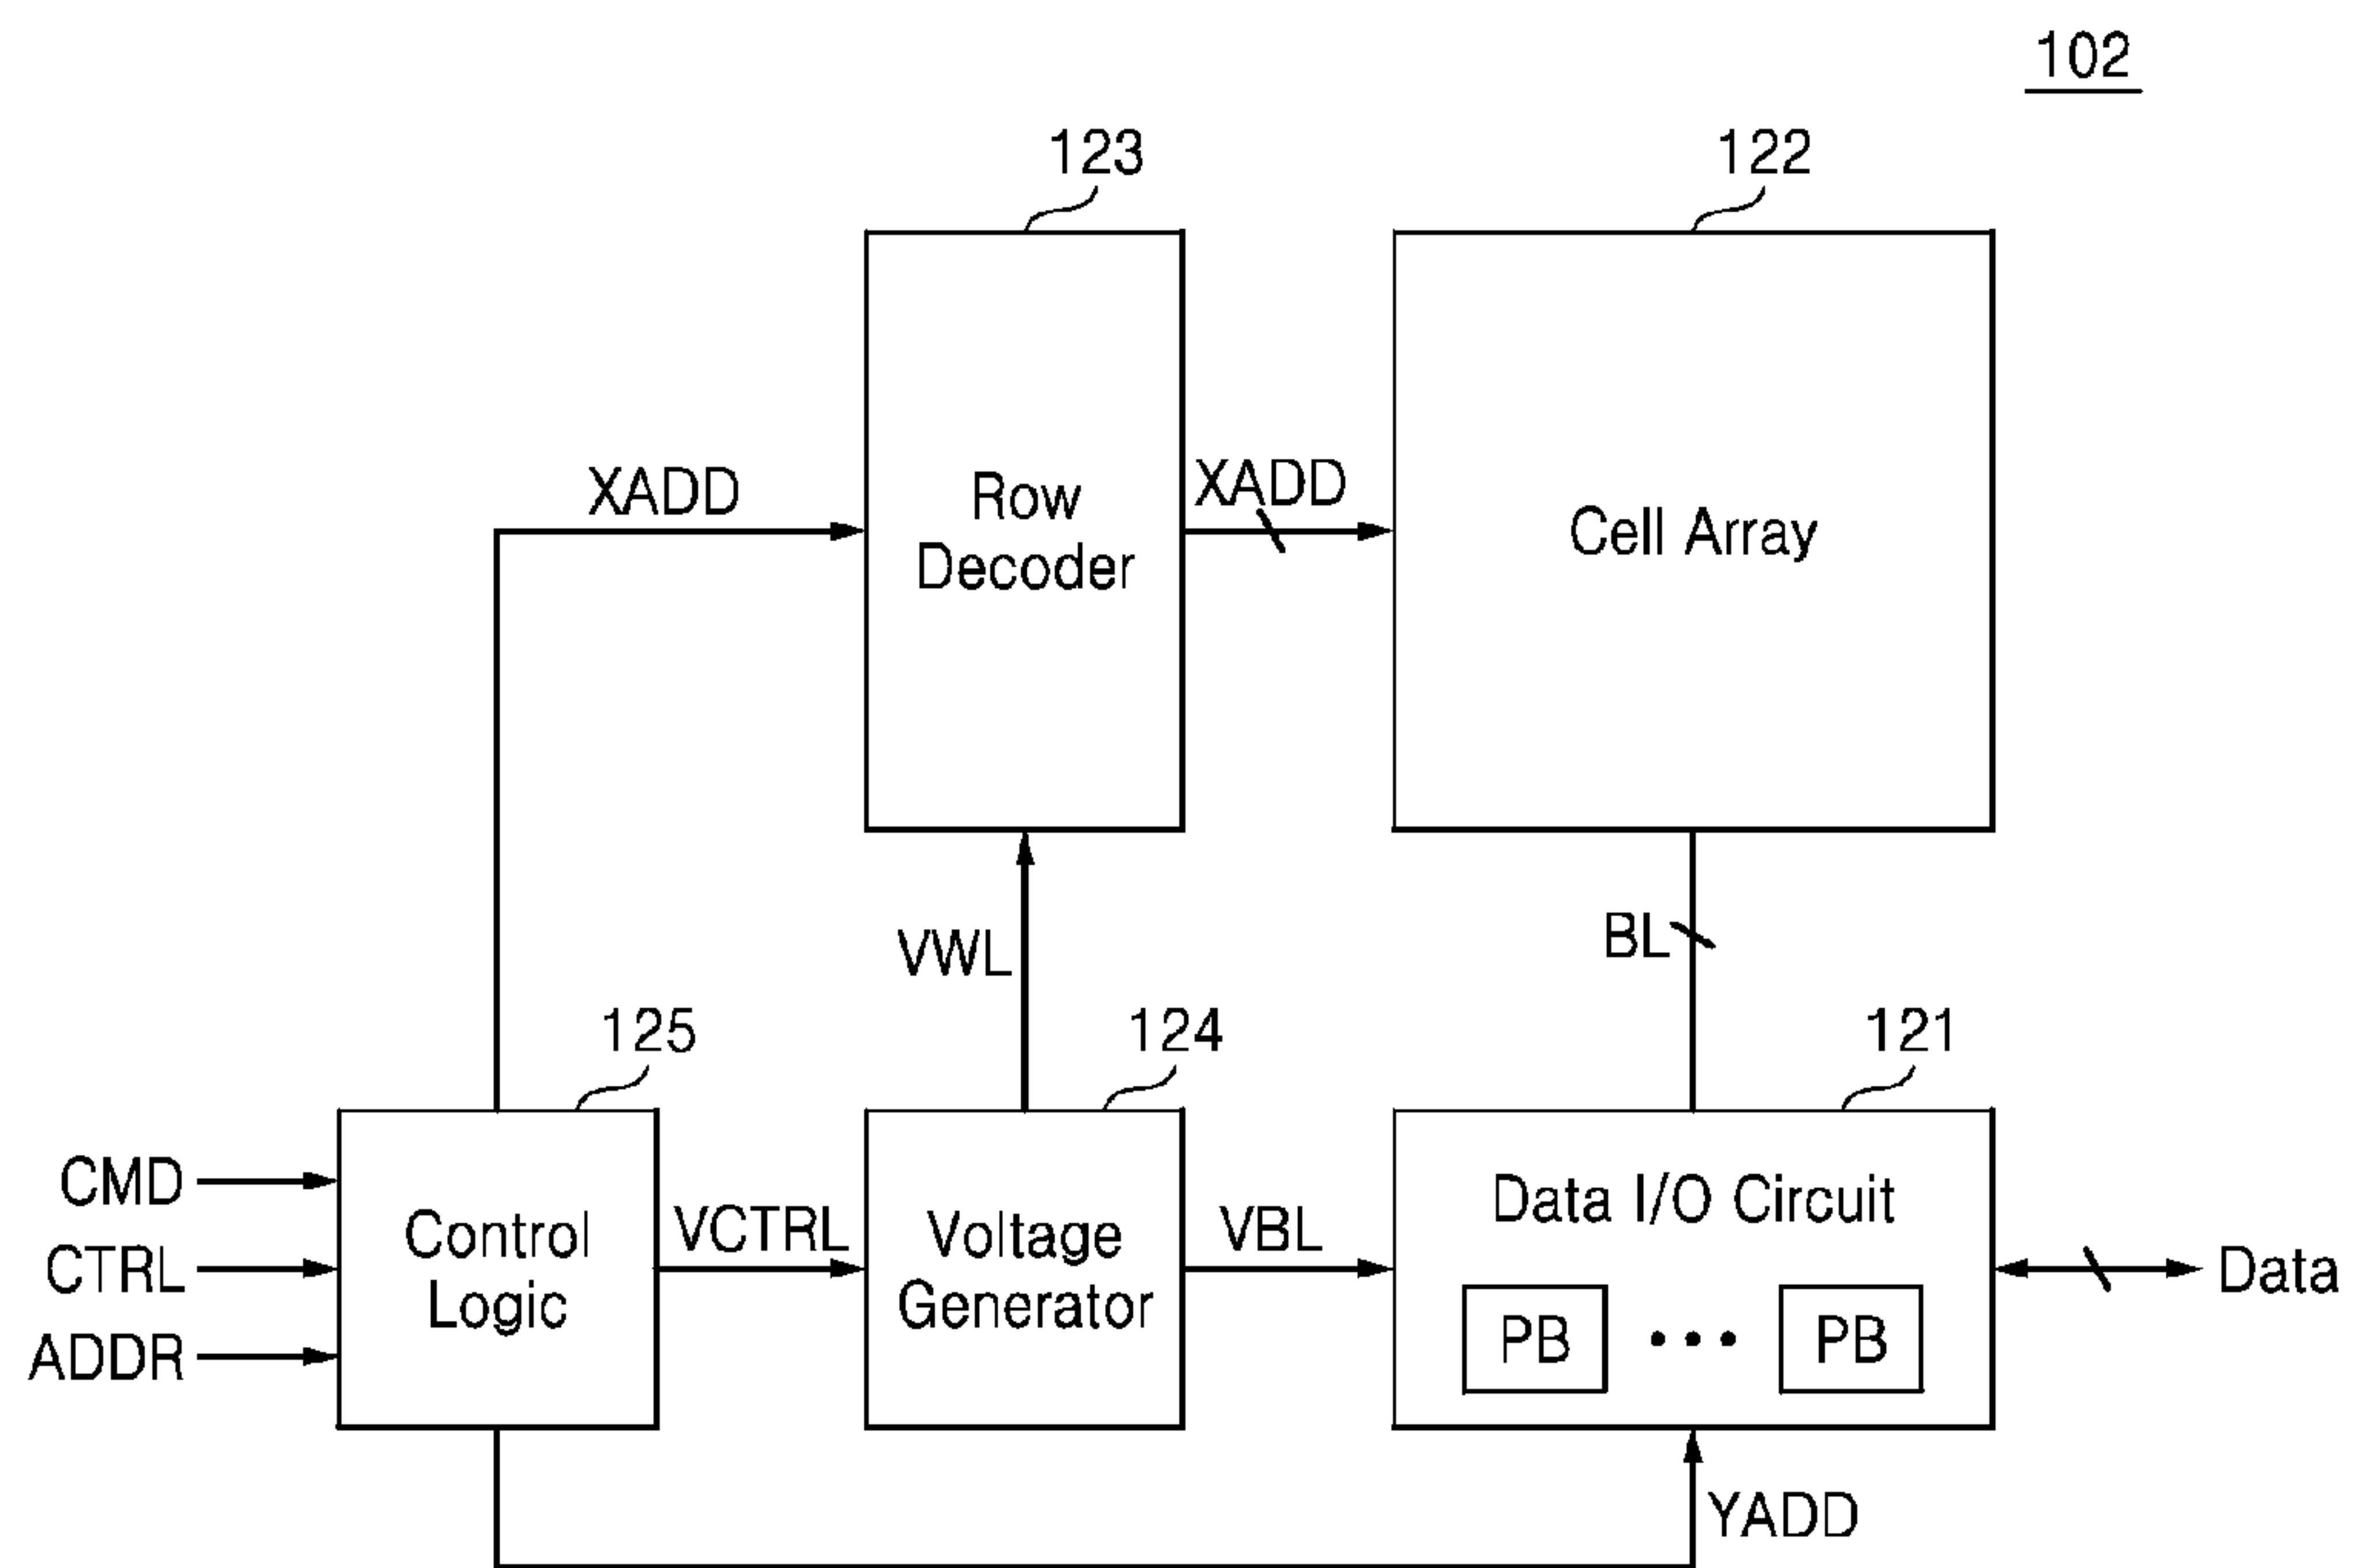 102
123
122
XADD
Row
Decoder
XADD
Cell Array
VWL
BL
125
124
121
CMD
CTRL
ADDR
Control
Logic
VCTRL
Voltage
Generator
VBL
Data I/O Circuit
PB
PB
Data
YADD